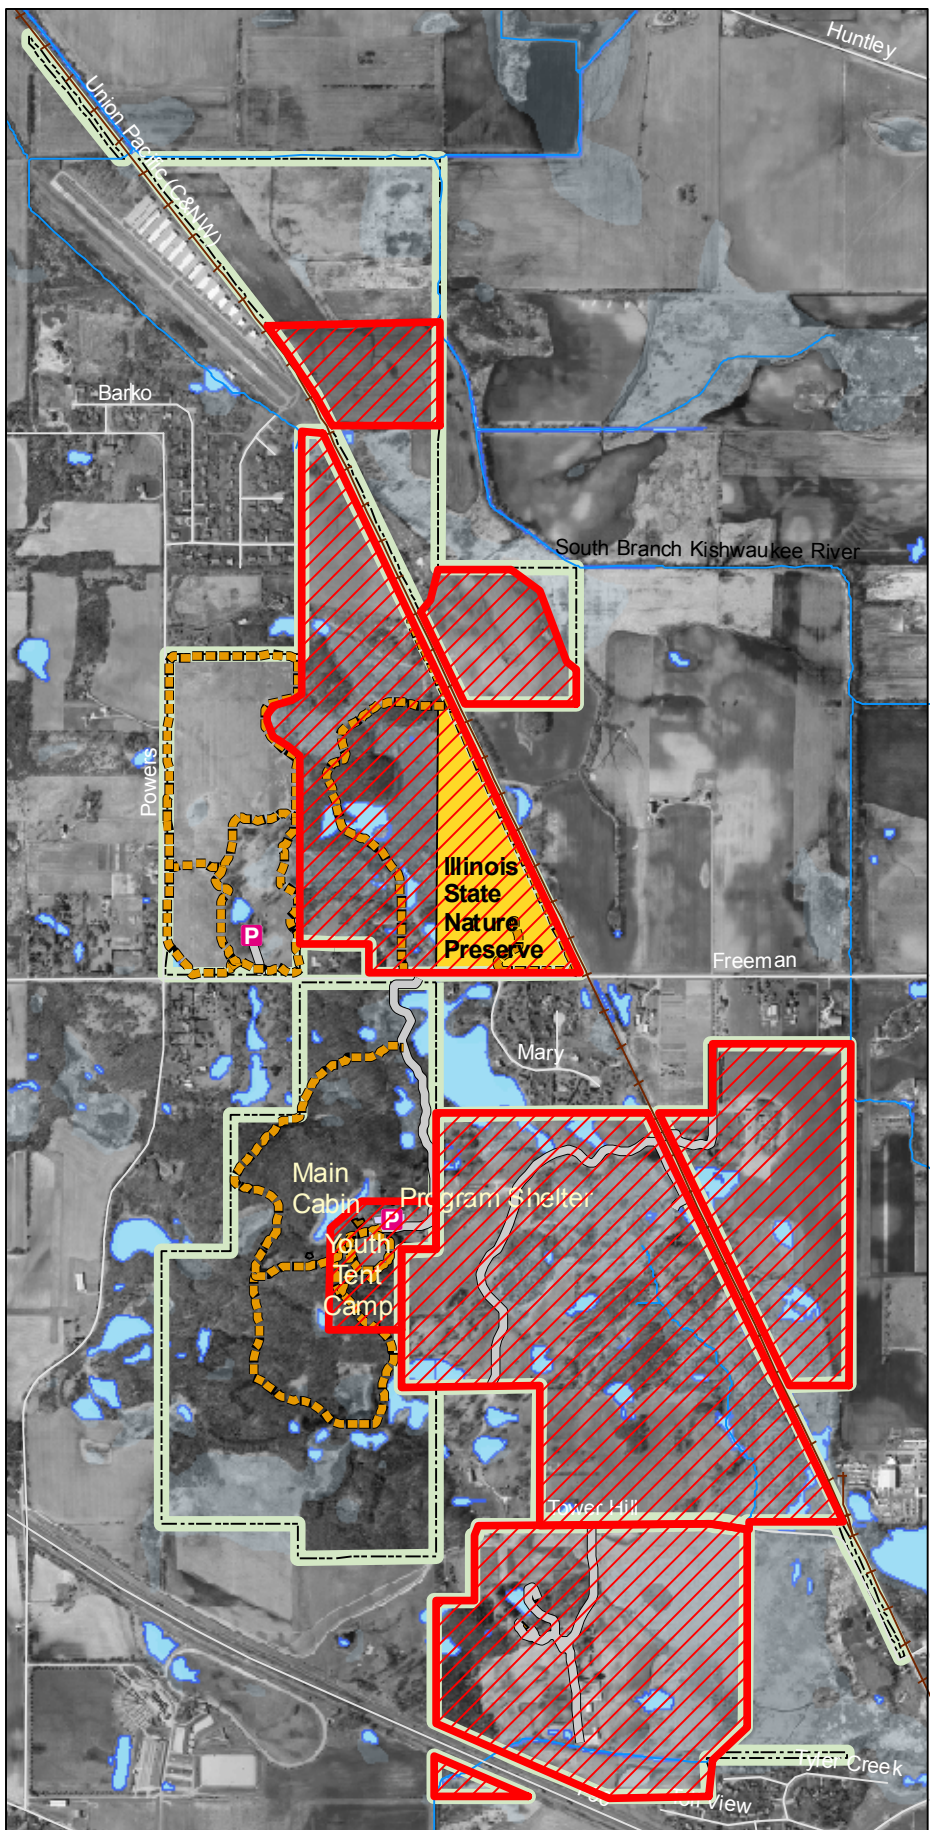 Huntley
Union Pacific (C&NW)
Barko
South Branch Kishwaukee River
Powers
Illinois
State
Nature
Preserve
P
Freeman
Mary
Main
Cabin
Program Shelter
P
Youth
Tent
Camp
Tower Hill
Tyler Creek
View